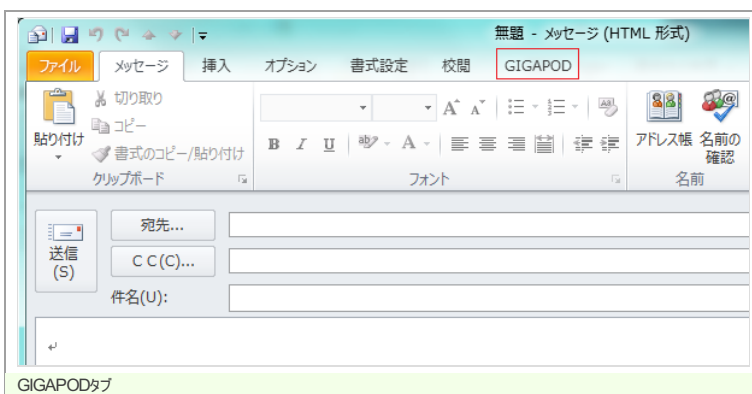 無題 - メッセージ (HTML 形式)
ファイル メッセージ 挿入 オプション 書式設定 校閲 GIGAPOD
貼り付け
切り取り
コピー
書式のコピー/貼り付け
クリップボード
B I U ab A
A A
フォント
アドレス帳
名前の
確認
名前
送信
(S)
宛先...
C C(C)...
件名(U):
GIGAPODタブ